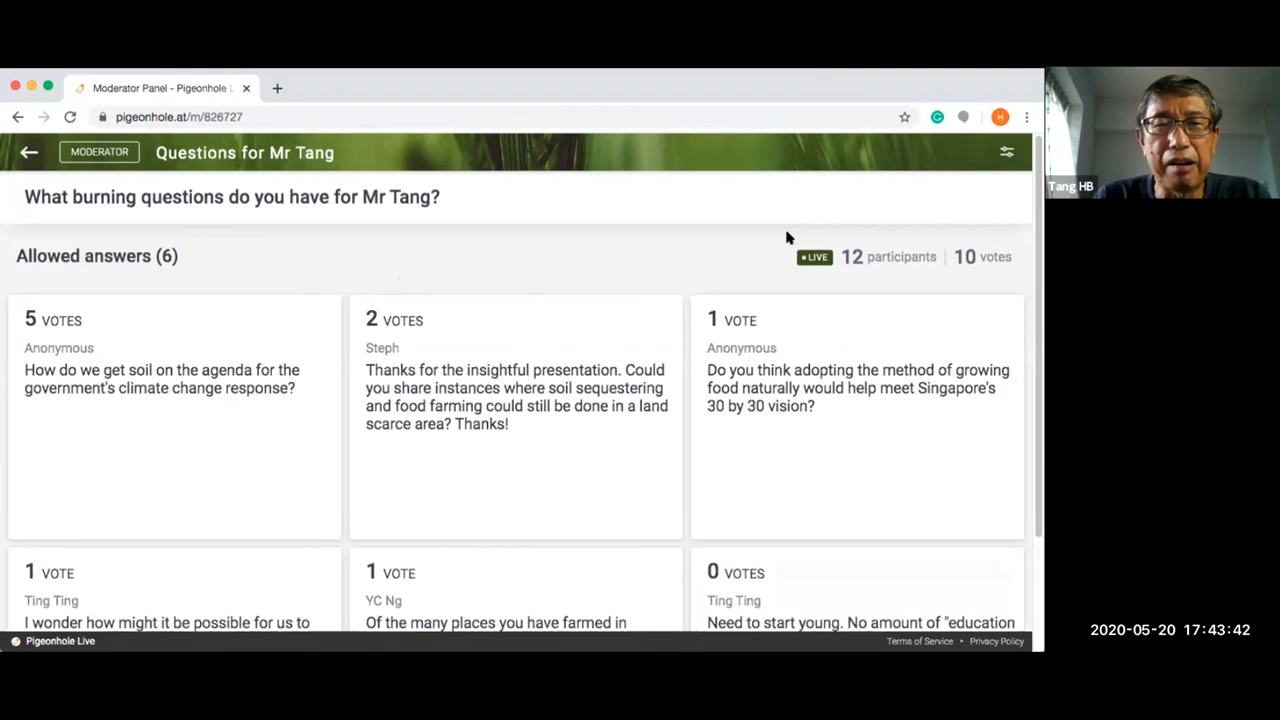 Moderator Panel - Pigeonhole L
pigeonhole.at/m/826727
H
MODERATOR
Questions for Mr Tang
Tang HB
What burning questions do you have for Mr Tang?
Allowed answers (6)
LIVE
12 participants
10 votes
5 VOTES
Anonymous
How do we get soil on the agenda for the
government's climate change response?
2 VOTES
Steph
Thanks for the insightful presentation. Could
you share instances where soil sequestering
and food farming could still be done in a land
scarce area? Thanks!
1 VOTE
Anonymous
Do you think adopting the method of growing
food naturally would help meet Singapore's
30 by 30 vision?
1 VOTE
Ting Ting
I wonder how might it be possible for us to
1 VOTE
YC Ng
Of the many places you have farmed in
0 VOTES
Ting Ting
Need to start young. No amount of "education
Pigeonhole Live
Terms of Service • Privacy Policy
2020-05-20 17:43:42